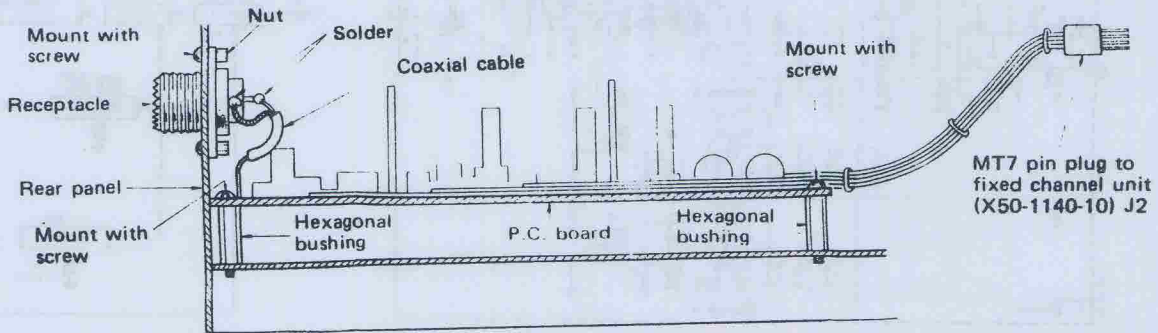 Nut
Mount with
screw
Solder
Mount with
screw
Coaxial cable
Receptacle
MT7 pin plug to
fixed channel unit
(X50-1140-10) J2
Rear panel
Mount with
screw
Hexagonal
bushing
P.C. board
Hexagonal
bushing